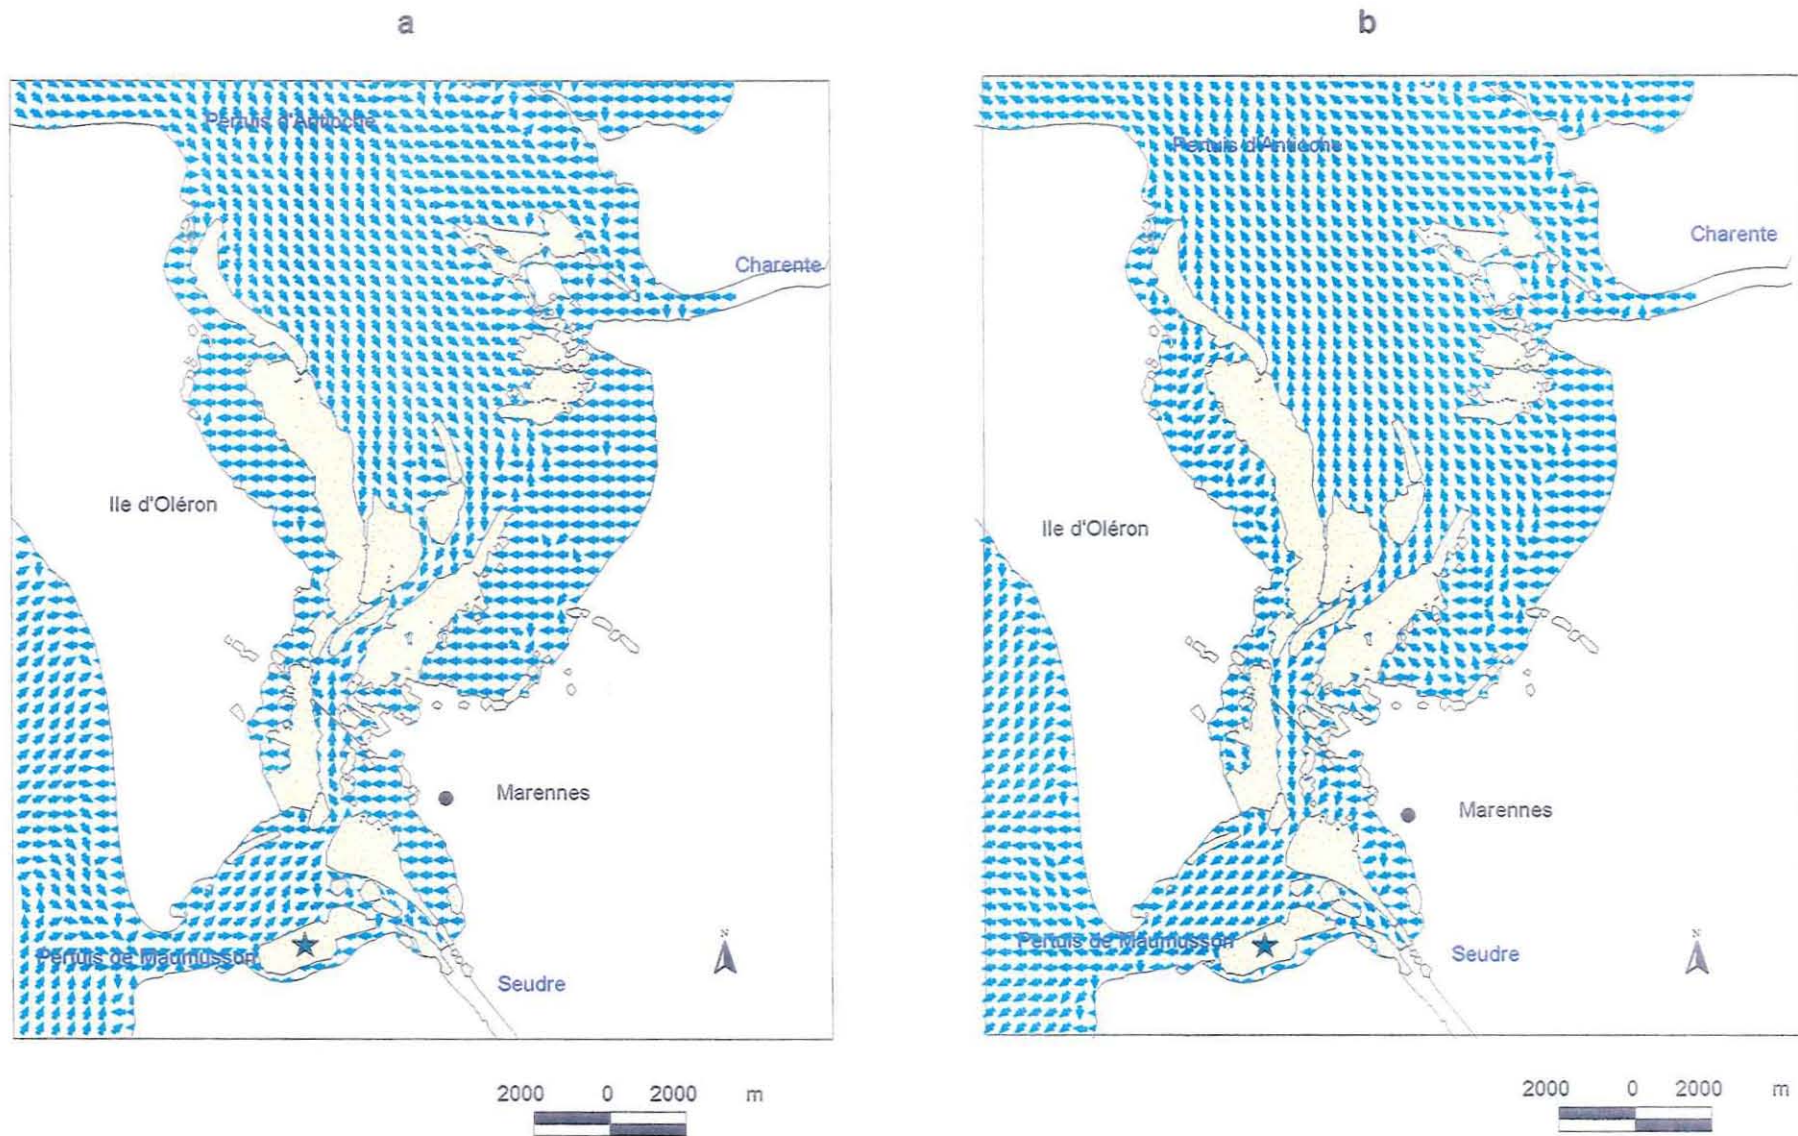 a
b
Pertuis d'Antioche
Charente
Ile d'Oléron
Marennes
Pertuis de Maumusson
Seudre
N
2000 0 2000 m
Pertuis d'Antioche
Charente
Ile d'Oléron
Marennes
Pertuis de Maumusson
Seudre
N
2000 0 2000 m